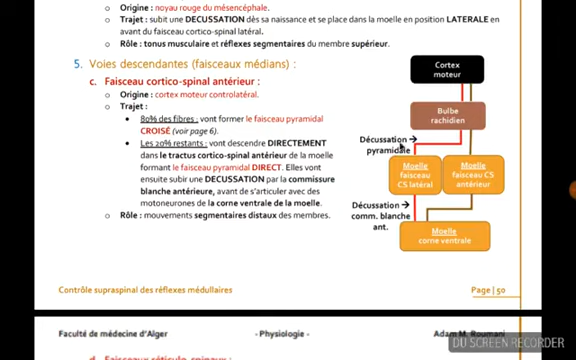 o Origine : noyau rouge du mésencéphale.
o Trajet : subit une DECUSSATION dès sa naissance et se place dans la moelle en position LATERALE en
avant du faisceau cortico-spinal latéral.
o Rôle : tonus musculaire et réflexes segmentaires du membre supérieur.
5. Voies descendantes (faisceaux médians) :
c. Faisceau cortico-spinal antérieur :
o Origine : cortex moteur controlatéral.
o Trajet :
• 80% des fibres : vont former le faisceau pyramidal
CROISÉ (voir page 6).
• Les 20% restants : vont descendre DIRECTEMENT
dans le tractus cortico-spinal antérieur de la moelle
formant le faisceau pyramidal DIRECT. Elles vont
ensuite subir une DECUSSATION par la commissure
blanche antérieure, avant de s'articuler avec des
motoneurones de la corne ventrale de la moelle.
o Rôle : mouvements segmentaires distaux des membres.
Cortex
moteur
Bulbe
rachidien
Décussation →
pyramidale
Moelle
faisceau
CS latéral
Moelle
faisceau CS
antérieur
Décussation →
comm. blanche
ant.
Moelle
corne ventrale
Contrôle supraspinal des réflexes médullaires
Page | 50
Faculté de médecine d'Alger
- Physiologie -
Adam M. Roumani
DU SCREEN RECORDER
d. Faisceaux réticulo-spinaux :